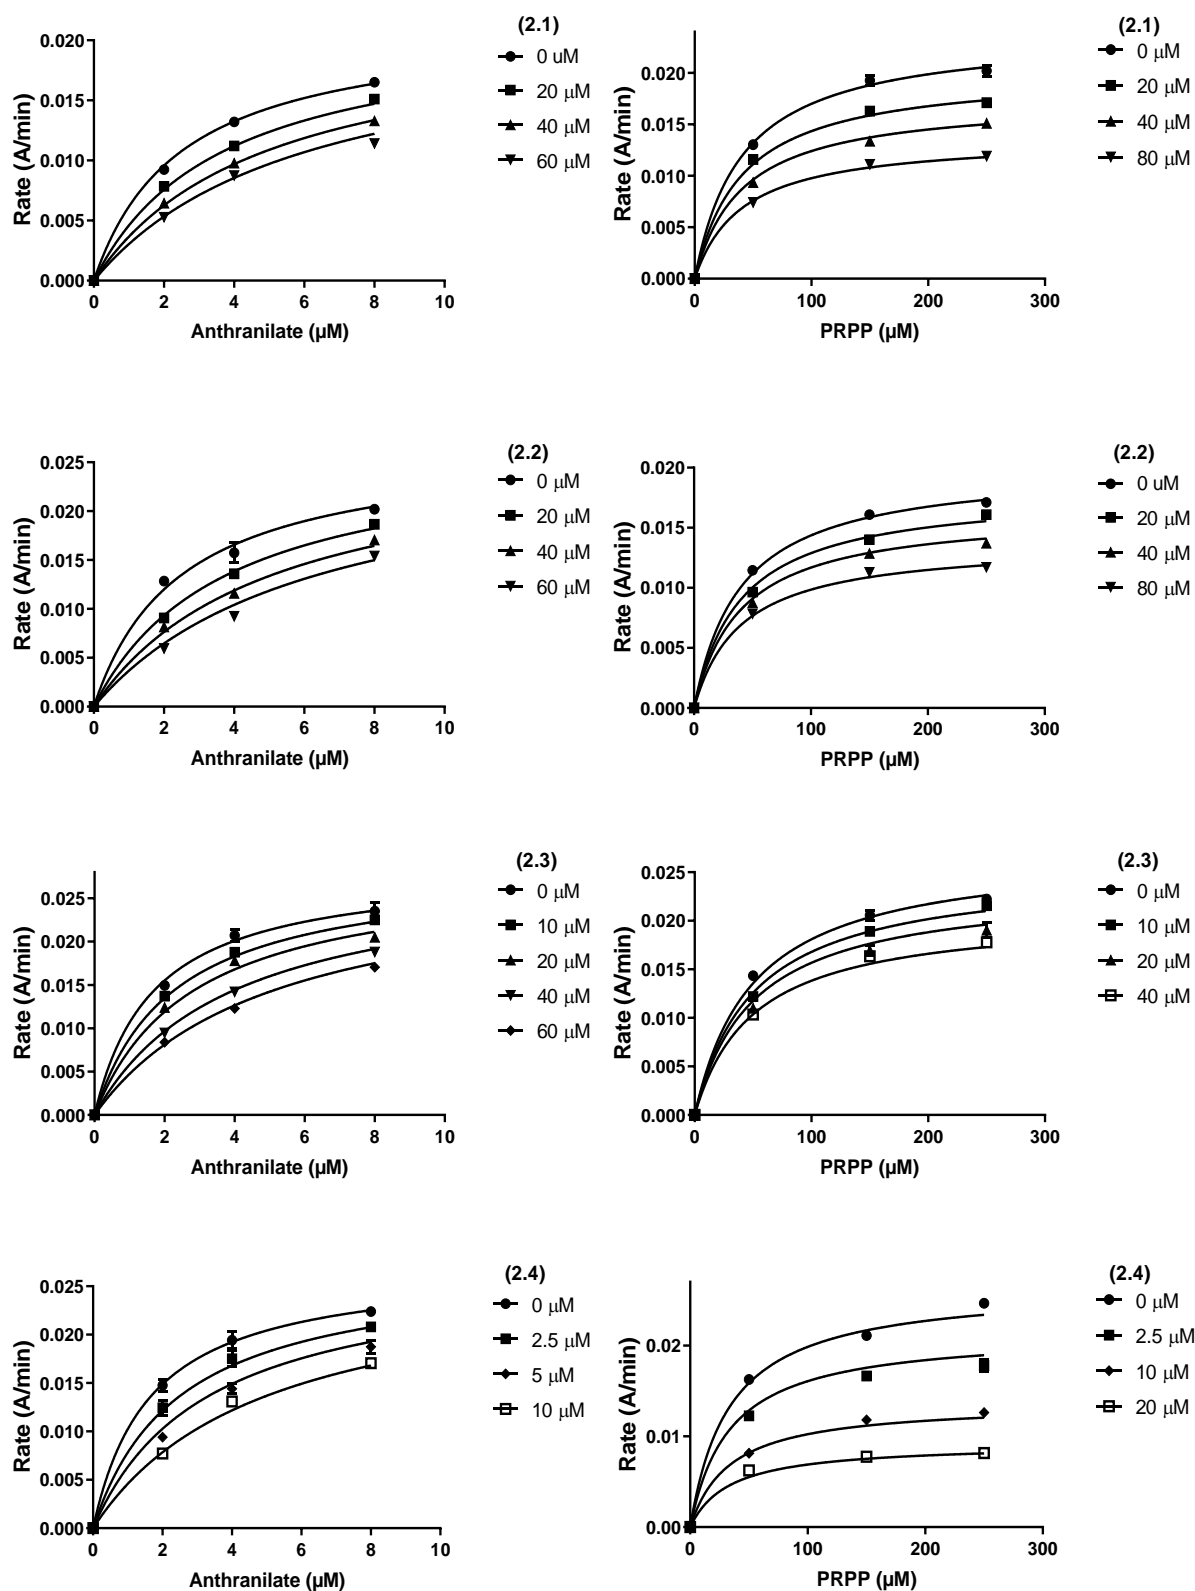 (2.1)
0 uM
20 μM
40 μM
60 μM
0.020
0.015
0.010
0.005
0.000
Rate (A/min)
0 2 4 6 8 10
Anthranilate (µM)
(2.1)
0 μM
20 μM
40 μM
80 μM
0.020
0.015
0.010
0.005
0.000
Rate (A/min)
0 100 200 300
PRPP (µM)
(2.2)
0 μM
20 μM
40 μM
60 μM
0.025
0.020
0.015
0.010
0.005
0.000
Rate (A/min)
0 2 4 6 8 10
Anthranilate (µM)
(2.2)
0 uM
20 μM
40 μM
80 μM
0.020
0.015
0.010
0.005
0.000
Rate (A/min)
0 100 200 300
PRPP (µM)
(2.3)
0 μM
10 μM
20 μM
40 μM
60 μM
0.025
0.020
0.015
0.010
0.005
0.000
Rate (A/min)
0 2 4 6 8 10
Anthranilate (µM)
(2.3)
0 μM
10 μM
20 μM
40 μM
0.025
0.020
0.015
0.010
0.005
0.000
Rate (A/min)
0 100 200 300
PRPP (µM)
(2.4)
0 μM
2.5 μM
5 μM
10 μM
0.025
0.020
0.015
0.010
0.005
0.000
Rate (A/min)
0 2 4 6 8 10
Anthranilate (µM)
(2.4)
0 μM
2.5 μM
10 μM
20 μM
0.02
0.01
0.00
Rate (A/min)
0 100 200 300
PRPP (µM)